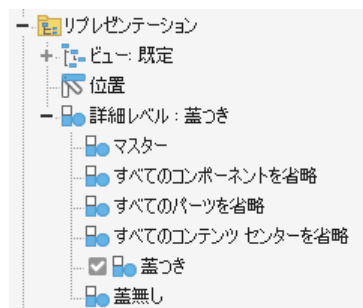 リプレゼンテーション
ビュー: 既定
位置
詳細レベル : 蓋つき
マスター
すべてのコンポーネントを省略
すべてのパーツを省略
すべてのコンテンツ センターを省略
蓋つき
蓋無し